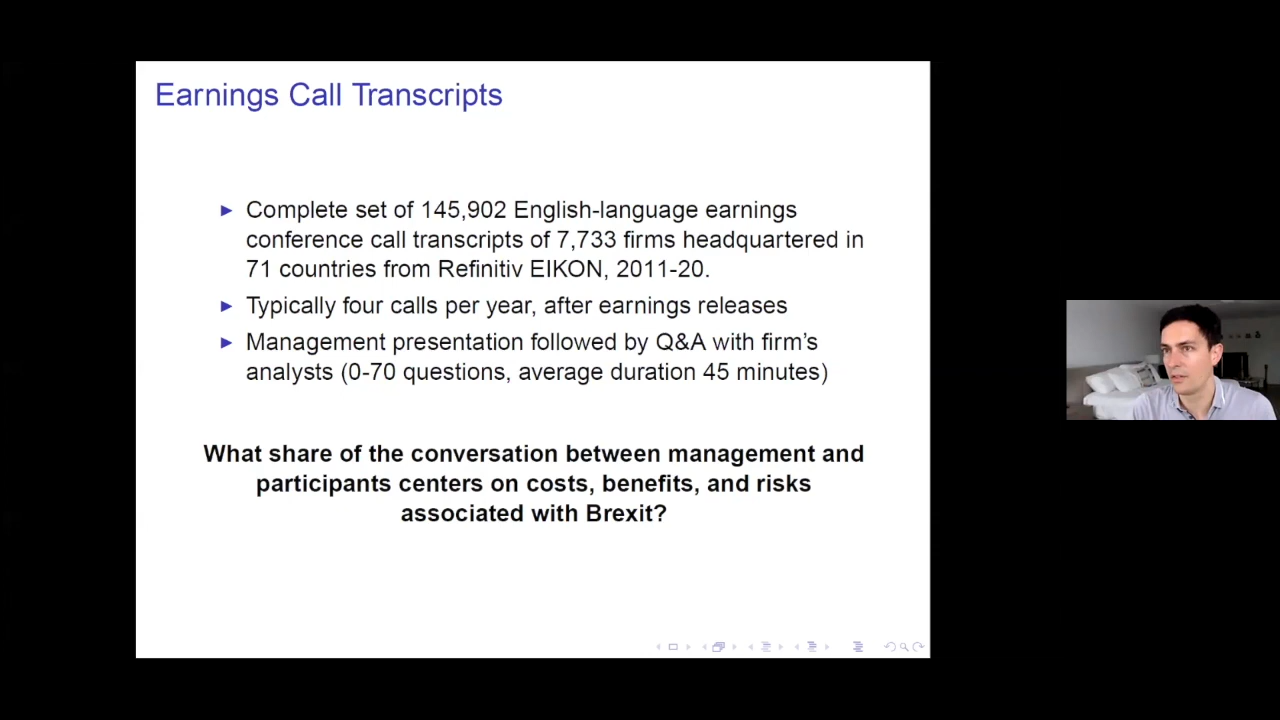 Earnings Call Transcripts
Complete set of 145,902 English-language earnings
conference call transcripts of 7,733 firms headquartered in
71 countries from Refinitiv EIKON, 2011-20.
Typically four calls per year, after earnings releases
Management presentation followed by Q&A with firm's
analysts (0-70 questions, average duration 45 minutes)
What share of the conversation between management and
participants centers on costs, benefits, and risks
associated with Brexit?